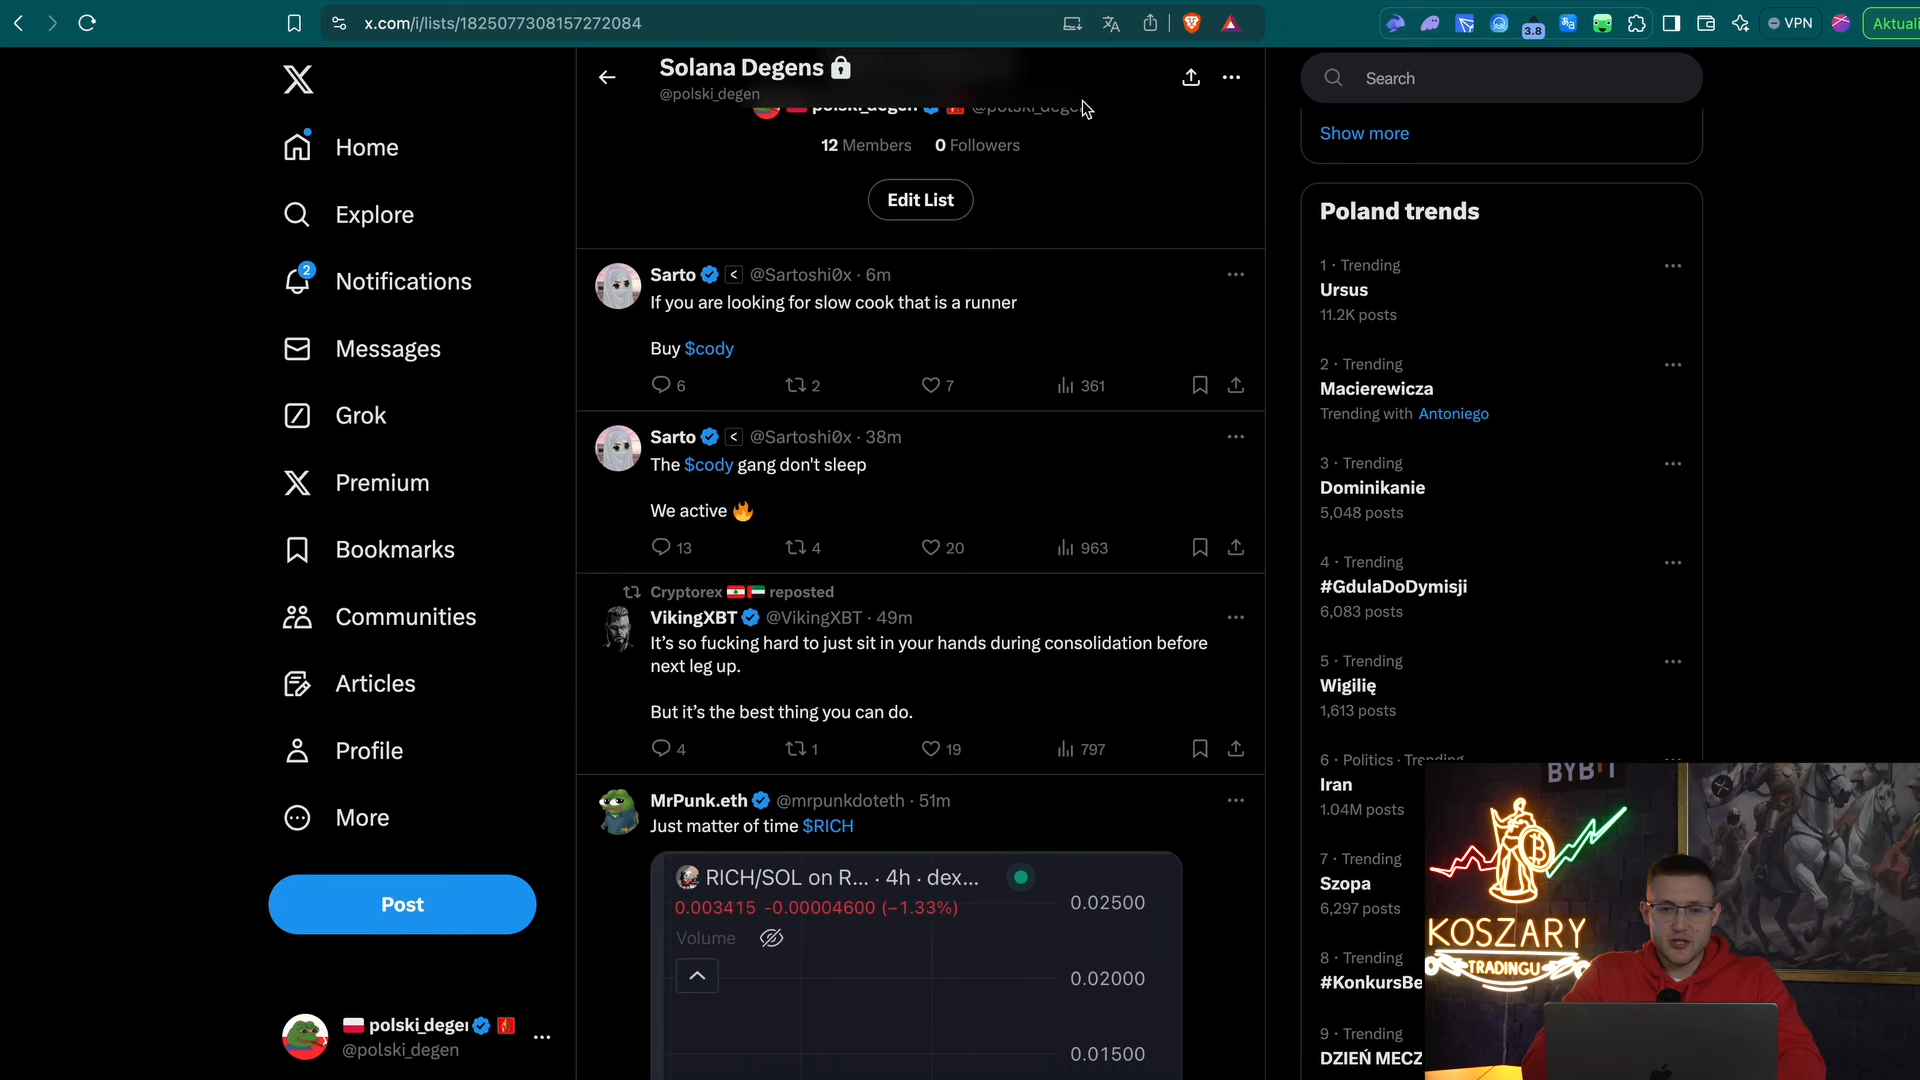 x.com/i/lists/1825077308157272084
3.8
VPN
Aktuali
Solana Degens
@polski_degen
polski_degen @polski_degen
12 Members 0 Followers
Edit List
Home
Explore
2
Notifications
Messages
Grok
Premium
Bookmarks
Communities
Articles
Profile
More
Post
polski_degen
@polski_degen
Sarto @Sartoshi0x · 6m
If you are looking for slow cook that is a runner
Buy $cody
6 2 7 361
Sarto @Sartoshi0x · 38m
The $cody gang don't sleep
We active 🔥
13 4 20 963
Cryptorex 🇱🇧🇦🇪 reposted
VikingXBT @VikingXBT · 49m
It’s so fucking hard to just sit in your hands during consolidation before
next leg up.
But it’s the best thing you can do.
4 1 19 797
MrPunk.eth @mrpunkdoteth · 51m
Just matter of time $RICH
RICH/SOL on R... · 4h · dex...
0.003415 -0.00004600 (−1.33%)
Volume
0.02500
0.02000
0.01500
Search
Show more
Poland trends
1 · Trending
Ursus
11.2K posts
2 · Trending
Macierewicza
Trending with Antoniego
3 · Trending
Dominikanie
5,048 posts
4 · Trending
#GdulaDoDymisji
6,083 posts
5 · Trending
Wigilię
1,613 posts
6 · Politics · Trending
Iran
1.04M posts
7 · Trending
Szopa
6,297 posts
8 · Trending
#KonkursBe
9 · Trending
DZIEŃ MECZ
BYBIT
KOSZARY
TRADINGU